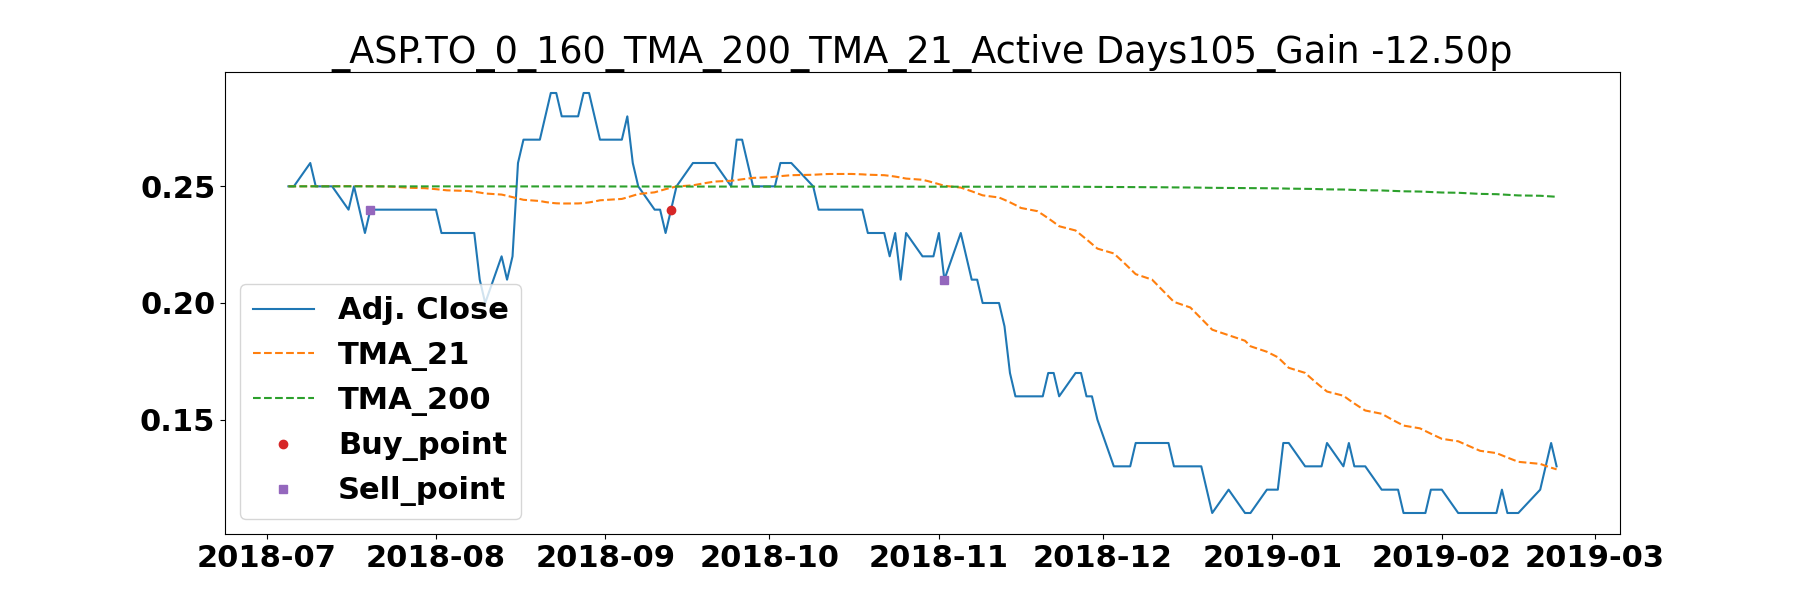 _ASP.TO_0_160_TMA_200_TMA_21_Active Days105_Gain -12.50p
0.25
0.20
0.15
Adj. Close
TMA_21
TMA_200
Buy_point
Sell_point
2018-07 2018-08 2018-09 2018-10 2018-11 2018-12 2019-01 2019-02 2019-03